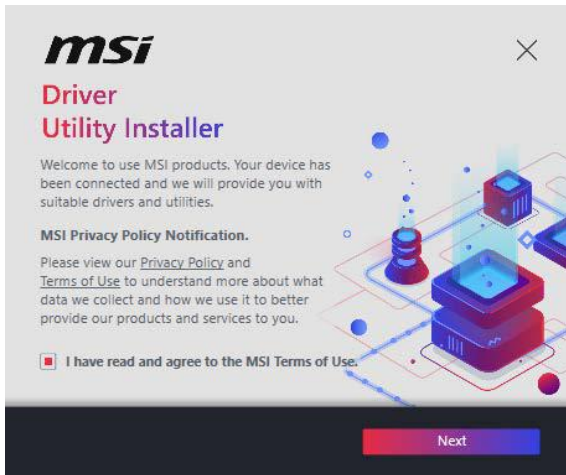 msi
Driver
Utility Installer
Welcome to use MSI products. Your device has
been connected and we will provide you with
suitable drivers and utilities.
MSI Privacy Policy Notification.
Please view our Privacy Policy and
Terms of Use to understand more about what
data we collect and how we use it to better
provide our products and services to you.
I have read and agree to the MSI Terms of Use.
Next